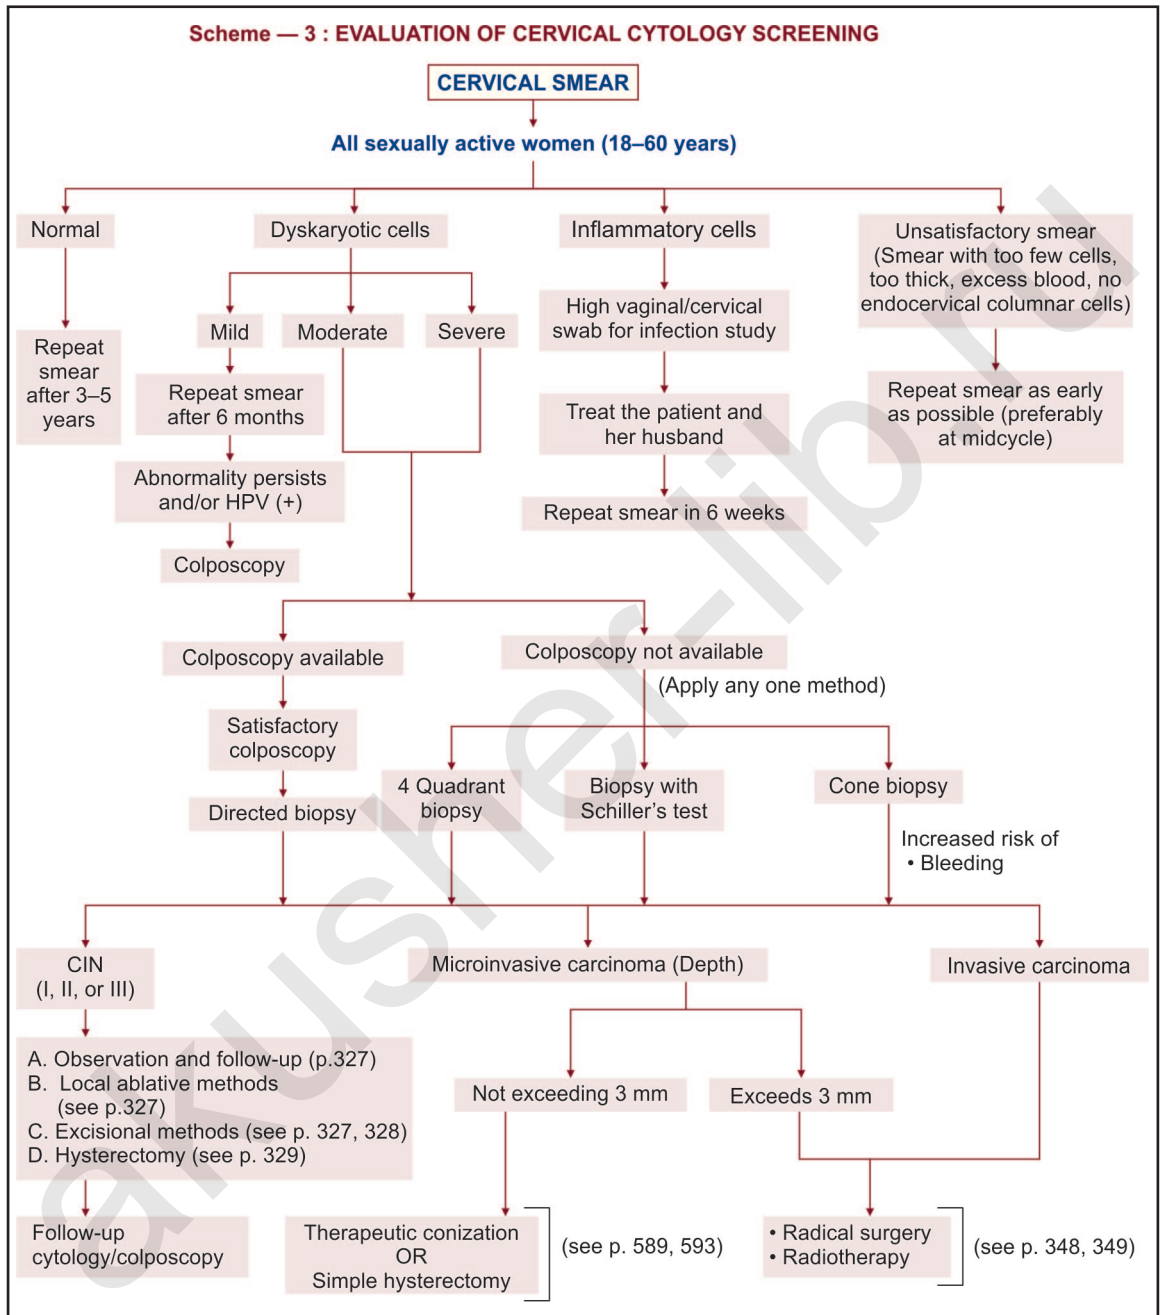 Scheme — 3 : EVALUATION OF CERVICAL CYTOLOGY SCREENING
CERVICAL SMEAR
All sexually active women (18–60 years)
Normal
Dyskaryotic cells
Inflammatory cells
Unsatisfactory smear
(Smear with too few cells,
too thick, excess blood, no
endocervical columnar cells)
Mild
Moderate
Severe
High vaginal/cervical
swab for infection study
Repeat
smear
after 3–5
years
Repeat smear
after 6 months
Treat the patient and
her husband
Repeat smear as early
as possible (preferably
at midcycle)
Abnormality persists
and/or HPV (+)
Repeat smear in 6 weeks
Colposcopy
Colposcopy available
Colposcopy not available
(Apply any one method)
Satisfactory
colposcopy
Directed biopsy
4 Quadrant
biopsy
Biopsy with
Schiller’s test
Cone biopsy
Increased risk of
• Bleeding
CIN
(I, II, or III)
Microinvasive carcinoma (Depth)
Invasive carcinoma
A. Observation and follow-up (p.327)
B. Local ablative methods
(see p.327)
C. Excisional methods (see p. 327, 328)
D. Hysterectomy (see p. 329)
Not exceeding 3 mm
Exceeds 3 mm
Follow-up
cytology/colposcopy
Therapeutic conization
OR
Simple hysterectomy
(see p. 589, 593)
• Radical surgery
• Radiotherapy
(see p. 348, 349)
akusher-lib.ru